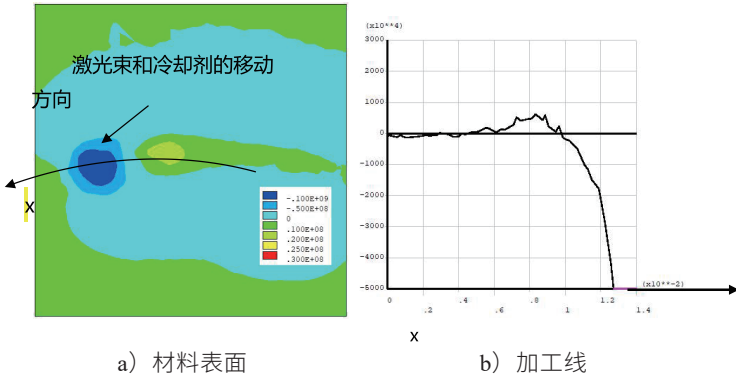 激光束和冷却剂的移动
方向
x
-.100E+09
-.500E+08
0
.100E+08
.200E+08
.250E+08
.300E+08
a）材料表面
(x10**4)
3000
2000
1000
0
-1000
-2000
-3000
-4000
-5000
(x10**-2)
0 .2 .4 .6 .8 1 1.2 1.4
x
b）加工线